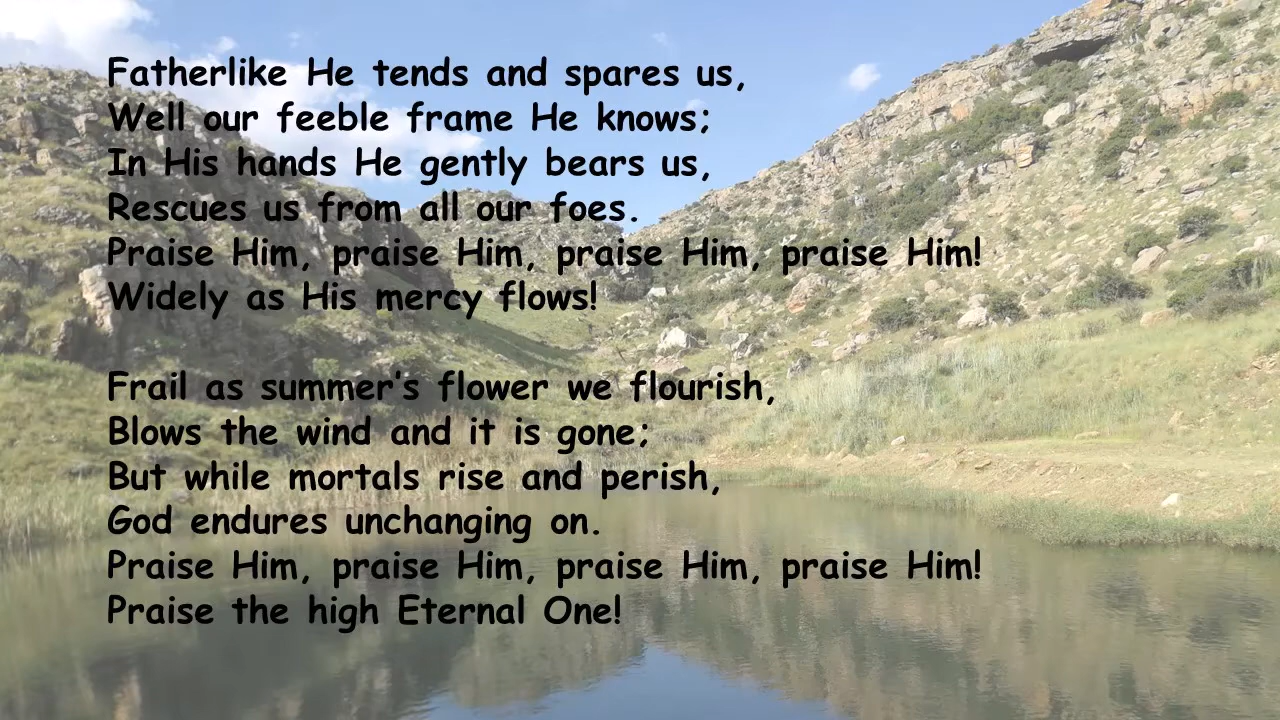 Fatherlike He tends and spares us,
Well our feeble frame He knows;
In His hands He gently bears us,
Rescues us from all our foes.
Praise Him, praise Him, praise Him, praise Him!
Widely as His mercy flows!

Frail as summer’s flower we flourish,
Blows the wind and it is gone;
But while mortals rise and perish,
God endures unchanging on.
Praise Him, praise Him, praise Him, praise Him!
Praise the high Eternal One!